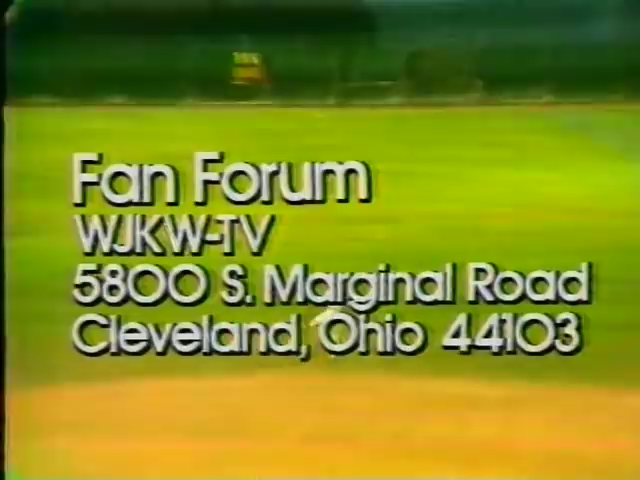 Fan Forum
WJKW-TV
5800 S. Marginal Road
Cleveland, Ohio 44103